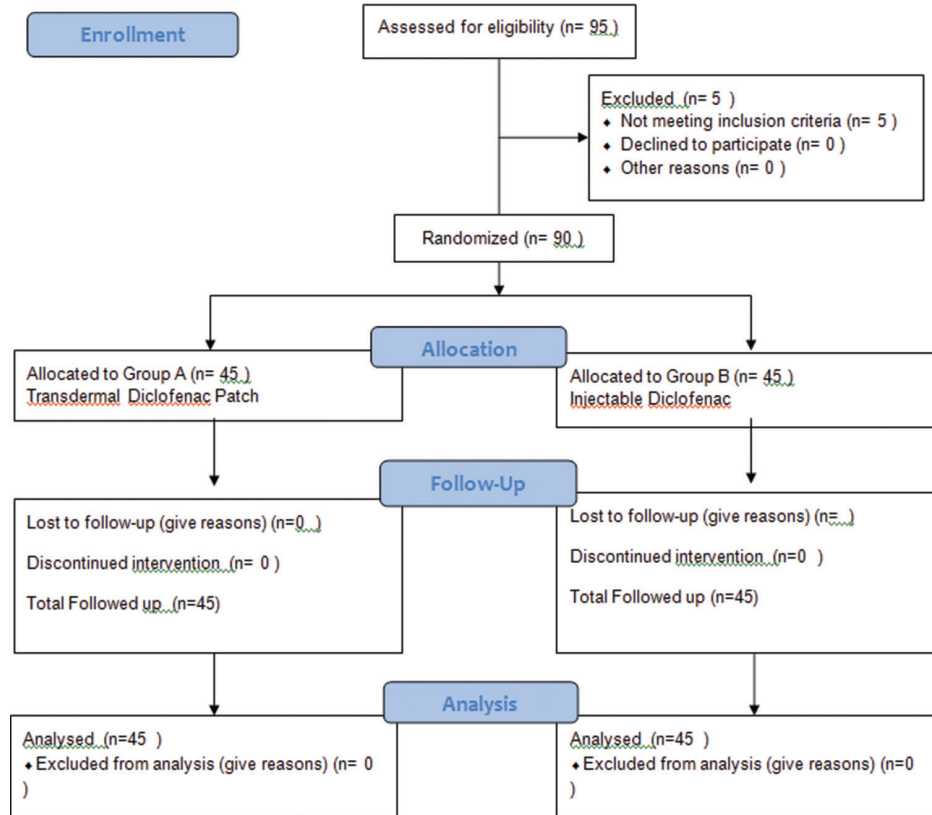 Enrollment
Assessed for eligibility (n= 95 )
Excluded (n= 5 )
⬥ Not meeting inclusion criteria (n= 5 )
⬥ Declined to participate (n= 0 )
⬥ Other reasons (n= 0 )
Randomized (n= 90 )
Allocation
Allocated to Group A (n= 45 )
Transdermal Diclofenac Patch
Allocated to Group B (n= 45 )
Injectable Diclofenac
Follow-Up
Lost to follow-up (give reasons) (n=0 )
Discontinued intervention (n= 0 )
Total Followed up (n=45)
Lost to follow-up (give reasons) (n= )
Discontinued intervention (n=0 )
Total Followed up (n=45)
Analysis
Analysed (n=45 )
⬥ Excluded from analysis (give reasons) (n= 0
)
Analysed (n=45 )
⬥ Excluded from analysis (give reasons) (n=0
)